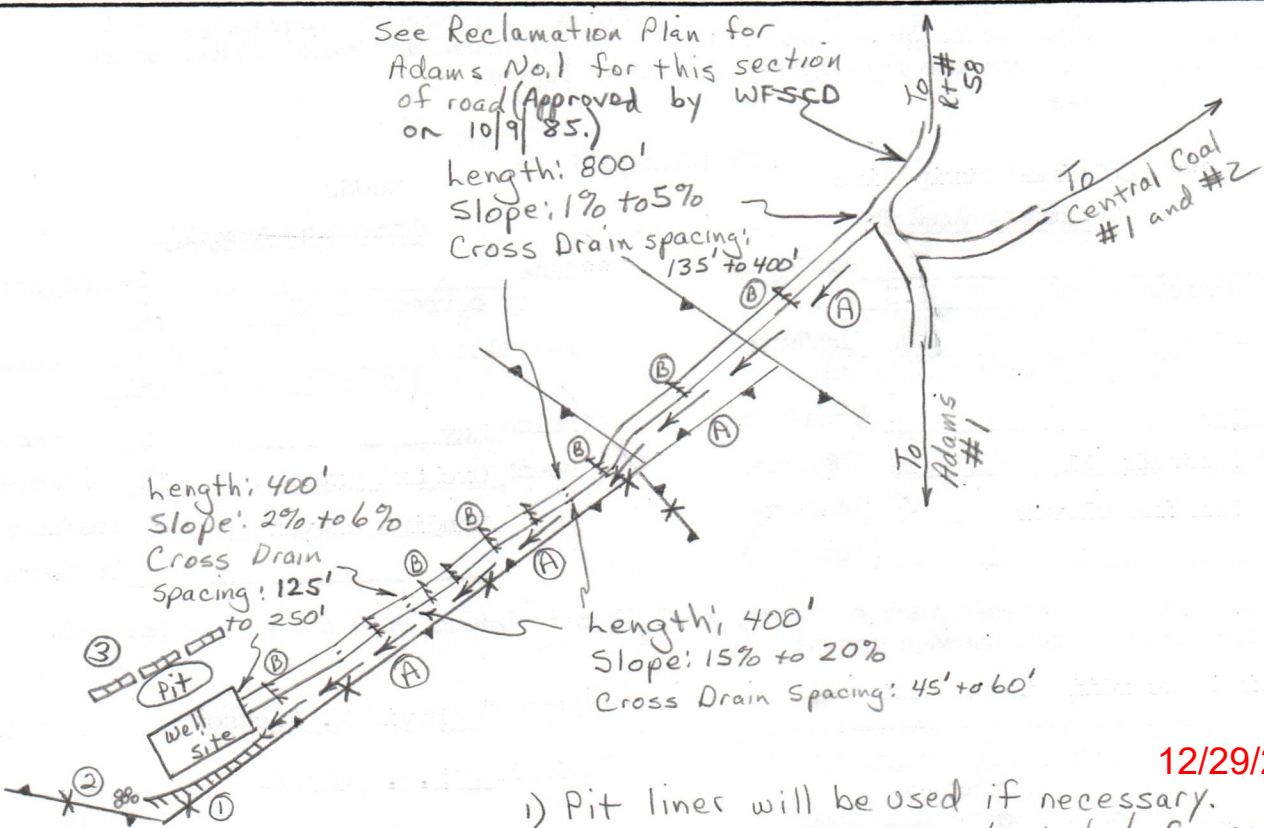 See Reclamation Plan for
Adams No.1 for this section
of road (Approved by WFSCD
on 10/9/85.)
Length: 800'
Slope: 1% to 5%
Cross Drain spacing:
135' to 400'
To
Rt#
58
To
Central Coal
#1 and #2
To
Adams
#1
B
A
B
A
B
B
A
B
B
A
Length: 400'
Slope: 2% to 6%
Cross Drain
Spacing: 125'
to 250'
Length: 400'
Slope: 15% to 20%
Cross Drain Spacing: 45' to 60'
3
Pit
well
site
2
8%
1
12/29/2
1) Pit liner will be used if necessary.